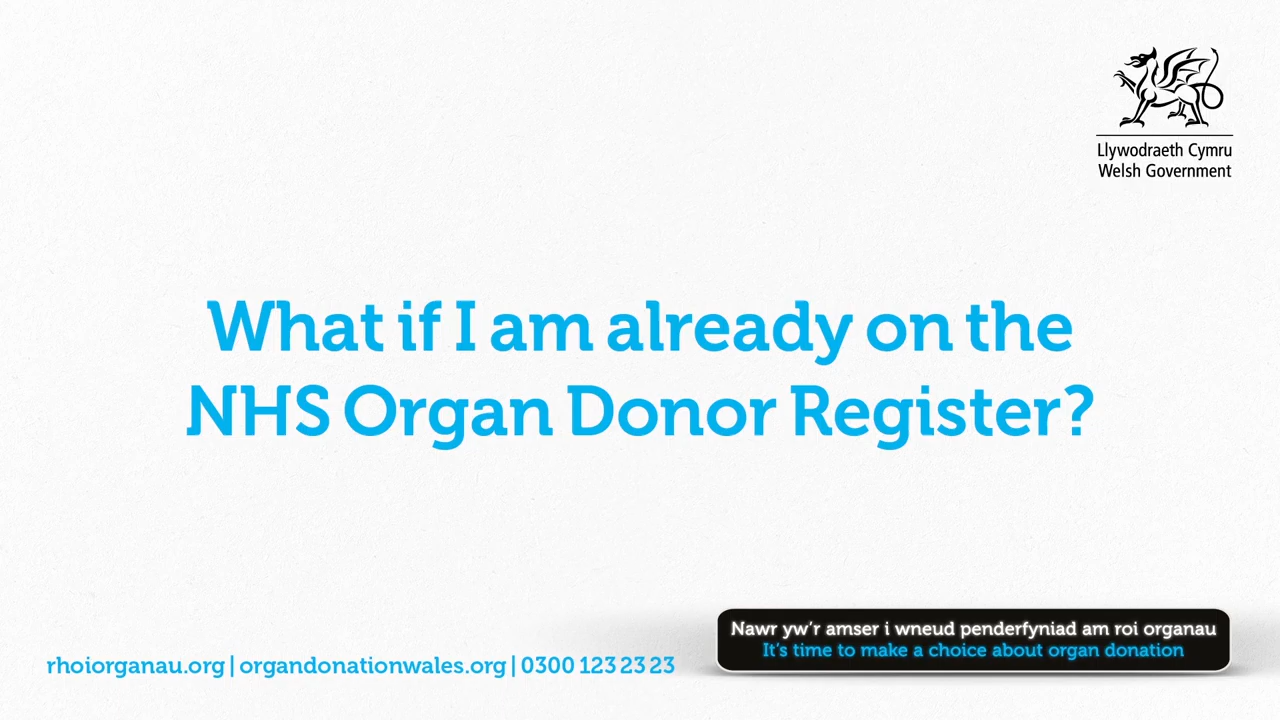 Llywodraeth Cymru
Welsh Government
What if I am already on the
NHS Organ Donor Register?
Nawr yw'r amser i wneud penderfyniad am roi organau
It's time to make a choice about organ donation
rhoiorganau.org | organdonationwales.org | 0300 123 23 23